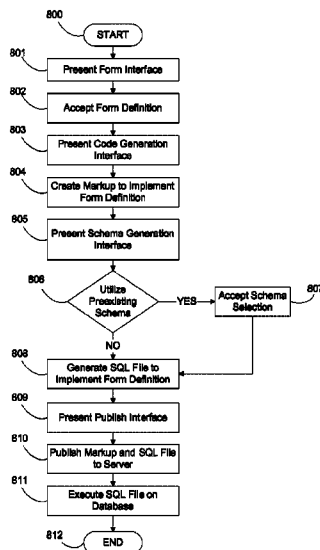 800
START
801
Present Form Interface
802
Accept Form Definition
803
Present Code Generation
Interface
804
Create Markup to Implement
Form Definition
805
Present Schema Generation
Interface
806
Utilize
Preexisting
Schema
YES
Accept Schema
Selection
807
NO
808
Generate SQL File to
Implement Form Definition
809
Present Publish Interface
810
Publish Markup and SQL File
to Server
811
Execute SQL File on
Database
812
END